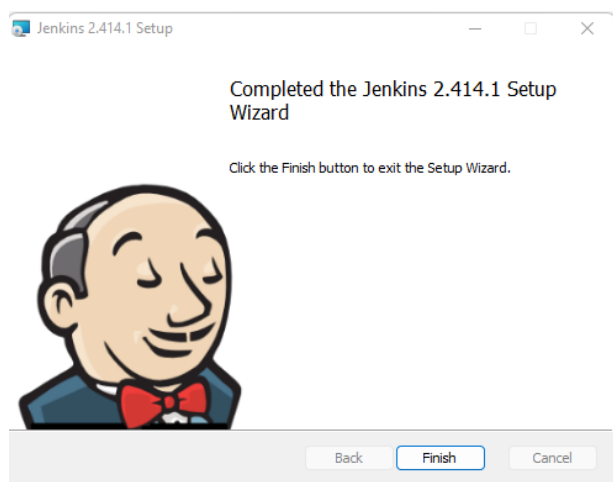 Jenkins 2.414.1 Setup
Completed the Jenkins 2.414.1 Setup
Wizard
Click the Finish button to exit the Setup Wizard.
Back Finish Cancel